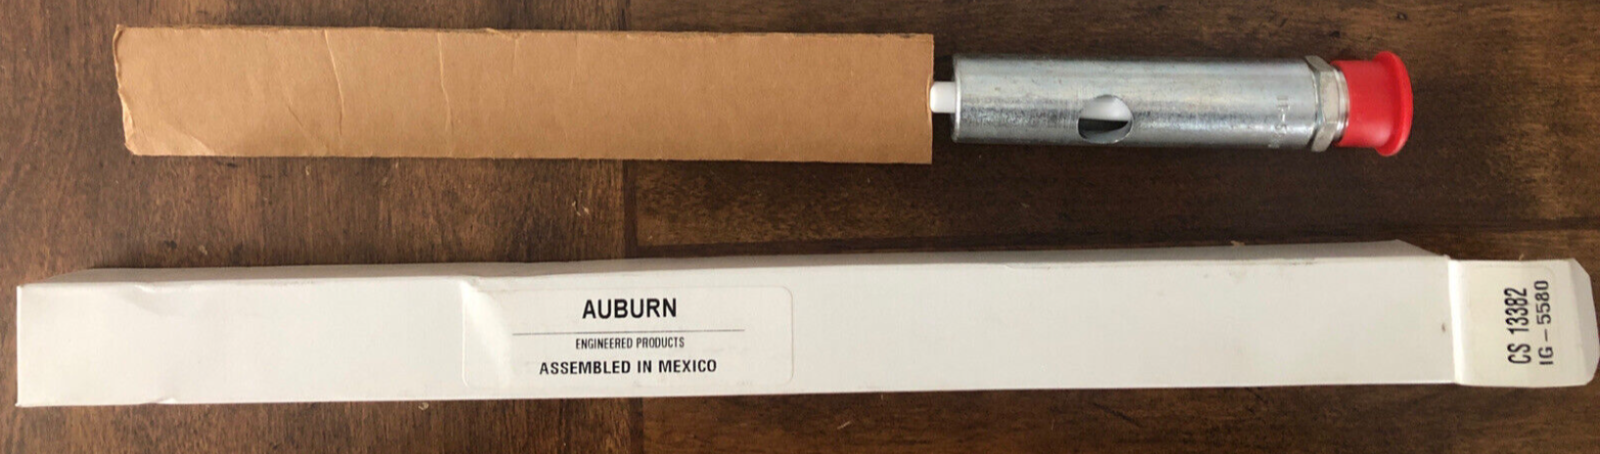 AUBURN
ENGINEERED PRODUCTS
ASSEMBLED IN MEXICO
CS 13382
IG-5580